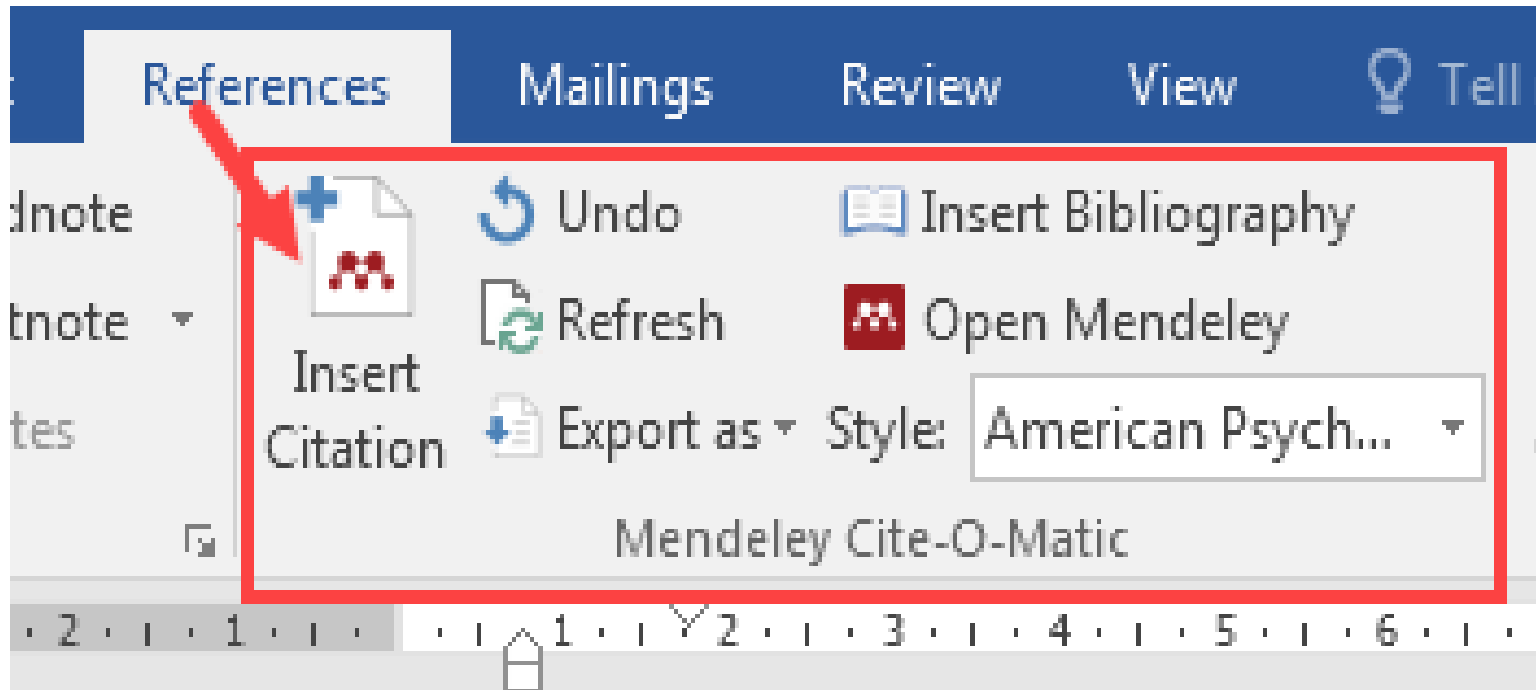 References Mailings Review View Tell
dnote
tnote
tes
Insert
Citation
Undo
Refresh
Export as
Insert Bibliography
Open Mendeley
Style: American Psych...
Mendeley Cite-O-Matic
2 1 1 2 3 4 5 6